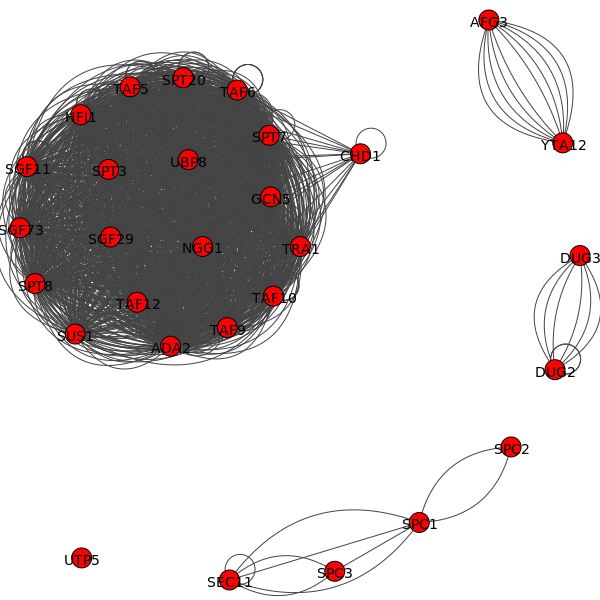 AFG3
SPT20
TAF5
TAF6
HFI1
SPT7
YTA12
CHD1
UBP8
SGF11
SPT3
GCN5
SGF73
SGF29
NGG1
TRA1
DUG3
SPT8
TAF10
TAF12
TAF9
SUS1
ADA2
DUG2
SPC2
SPC1
UTP5
SPC3
SEC11